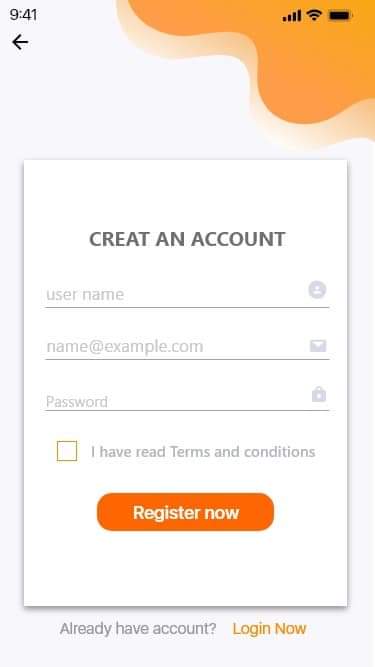 9:41
CREAT AN ACCOUNT
user name
name@example.com
Password
I have read Terms and conditions
Register now
Already have account? Login Now